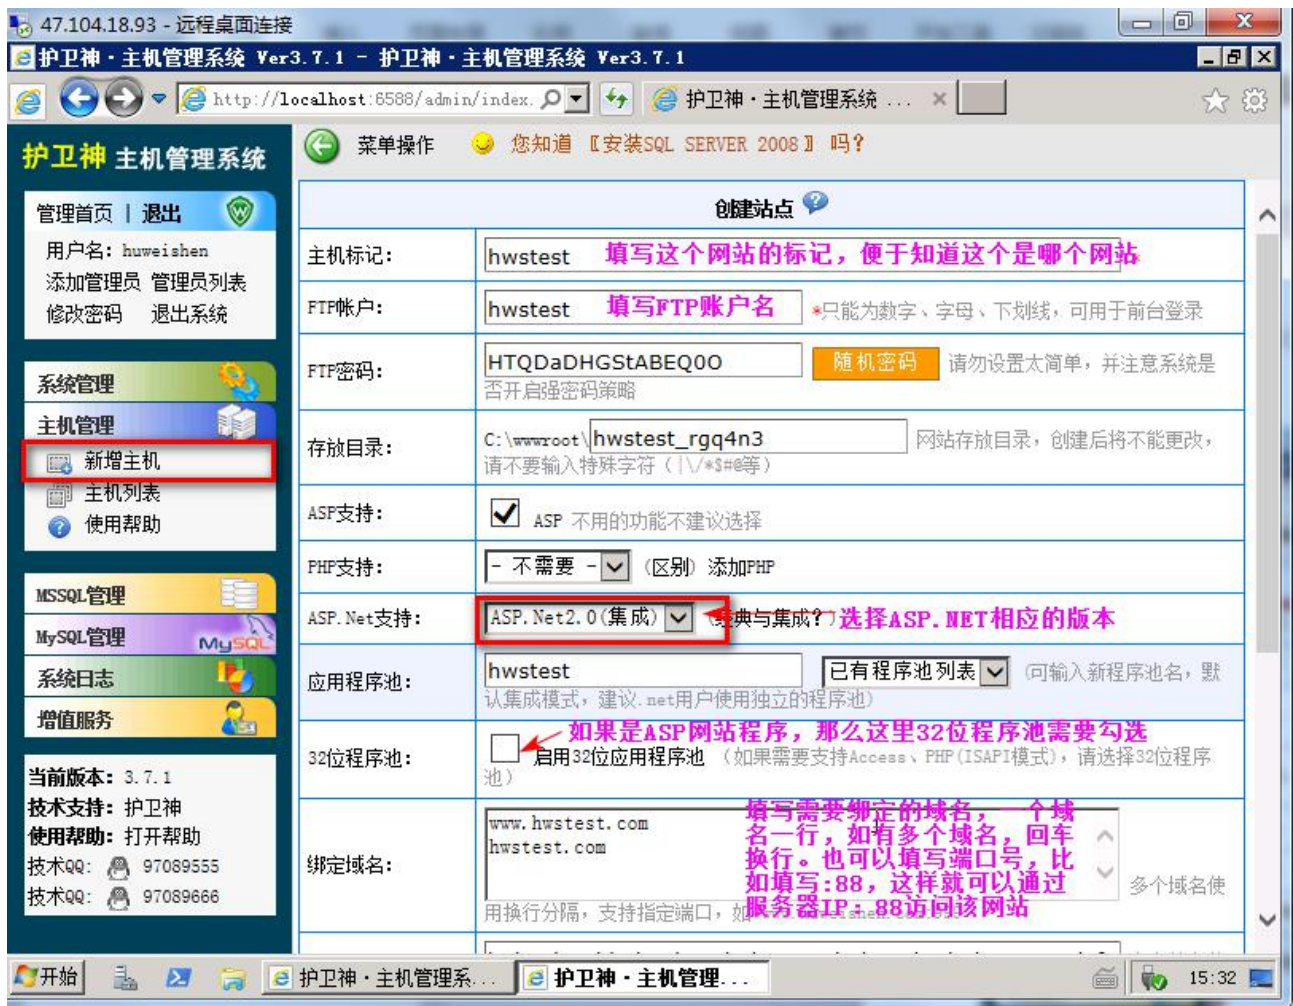 47.104.18.93 - 远程桌面连接
护卫神·主机管理系统 Ver3.7.1 - 护卫神·主机管理系统 Ver3.7.1
http://localhost:6588/admin/index.
护卫神·主机管理系统 ...
护卫神 主机管理系统
菜单操作
您知道〖安装SQL SERVER 2008〗吗?
管理首页 | 退出
用户名: huweishen
添加管理员 管理员列表
修改密码 退出系统
系统管理
主机管理
新增主机
主机列表
使用帮助
MSSQL管理
MySQL管理
MySQL
系统日志
增值服务
当前版本: 3.7.1
技术支持: 护卫神
使用帮助: 打开帮助
技术QQ: 97089555
技术QQ: 97089666
创建站点
主机标记:
hwstest
填写这个网站的标记，便于知道这个是哪个网站
*
FTP帐户:
hwstest
填写FTP账户名
*只能为数字、字母、下划线，可用于前台登录
FTP密码:
HTQDaDHGStABEQ0O
随机密码
请勿设置太简单，并注意系统是
否开启强密码策略
存放目录:
C:\wwwroot\
hwstest_rgq4n3
网站存放目录，创建后将不能更改，
请不要输入特殊字符（|\/*$#@等）
ASP支持:
ASP 不用的功能不建议选择
PHP支持:
- 不需要 -
(区别) 添加PHP
ASP.Net支持:
ASP.Net2.0(集成)
典与集成?)
选择ASP.NET相应的版本
应用程序池:
hwstest
已有程序池列表
(可输入新程序池名，默
认集成模式，建议.net用户使用独立的程序池)
如果是ASP网站程序，那么这里32位程序池需要勾选
32位程序池:
启用32位应用程序池
(如果需要支持Access、PHP(ISAPI模式)，请选择32位程序
池)
绑定域名:
www.hwstest.com
hwstest.com
填写需要绑定的域名，一个域
名一行，如有多个域名，回车
换行。也可以填写端口号，比
如填写:88，这样就可以通过
服务器IP：88访问该网站
多个域名使
用换行分隔，支持指定端口，如
开始
护卫神·主机管理系...
护卫神·主机管理...
15:32